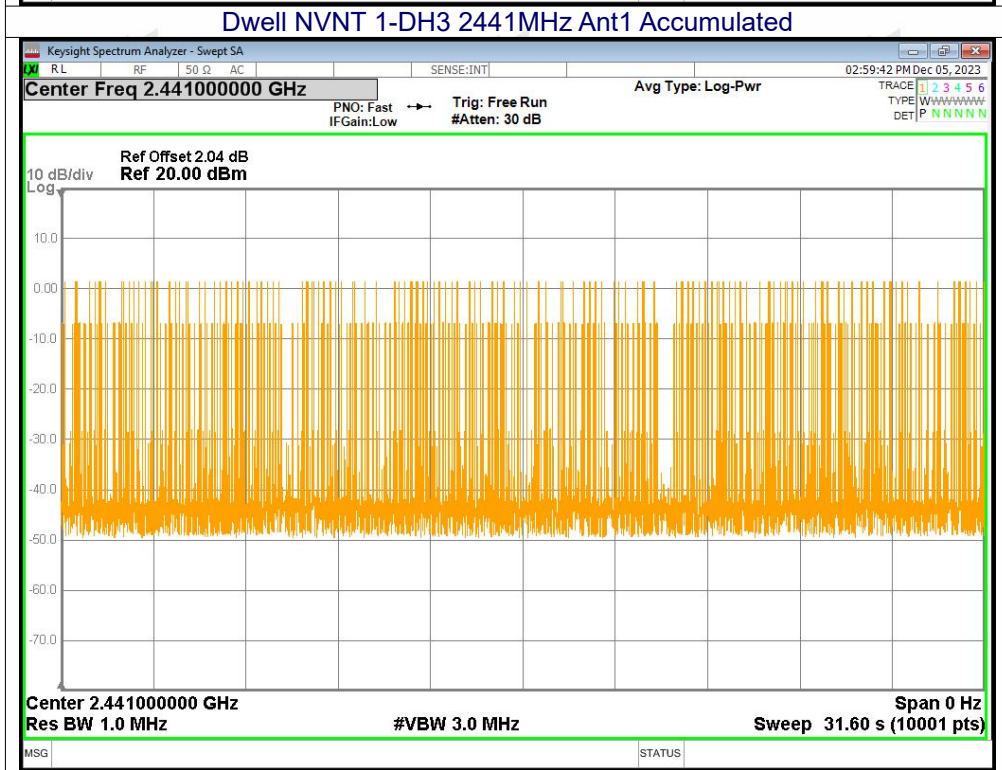 Dwell NVNT 1-DH3 2441MHz Ant1 Accumulated
Keysight Spectrum Analyzer - Swept SA
LXI RL RF 50 Ω AC SENSE:INT 02:59:42 PM Dec 05, 2023
Center Freq 2.441000000 GHz Avg Type: Log-Pwr TRACE 1 2 3 4 5 6
PNO: Fast Trig: Free Run TYPE WWWWWWW
IFGain:Low #Atten: 30 dB DET P N N N N N
Ref Offset 2.04 dB
10 dB/div Ref 20.00 dBm
Log
10.0
0.00
-10.0
-20.0
-30.0
-40.0
-50.0
-60.0
-70.0
Center 2.441000000 GHz Span 0 Hz
Res BW 1.0 MHz #VBW 3.0 MHz Sweep 31.60 s (10001 pts)
MSG STATUS